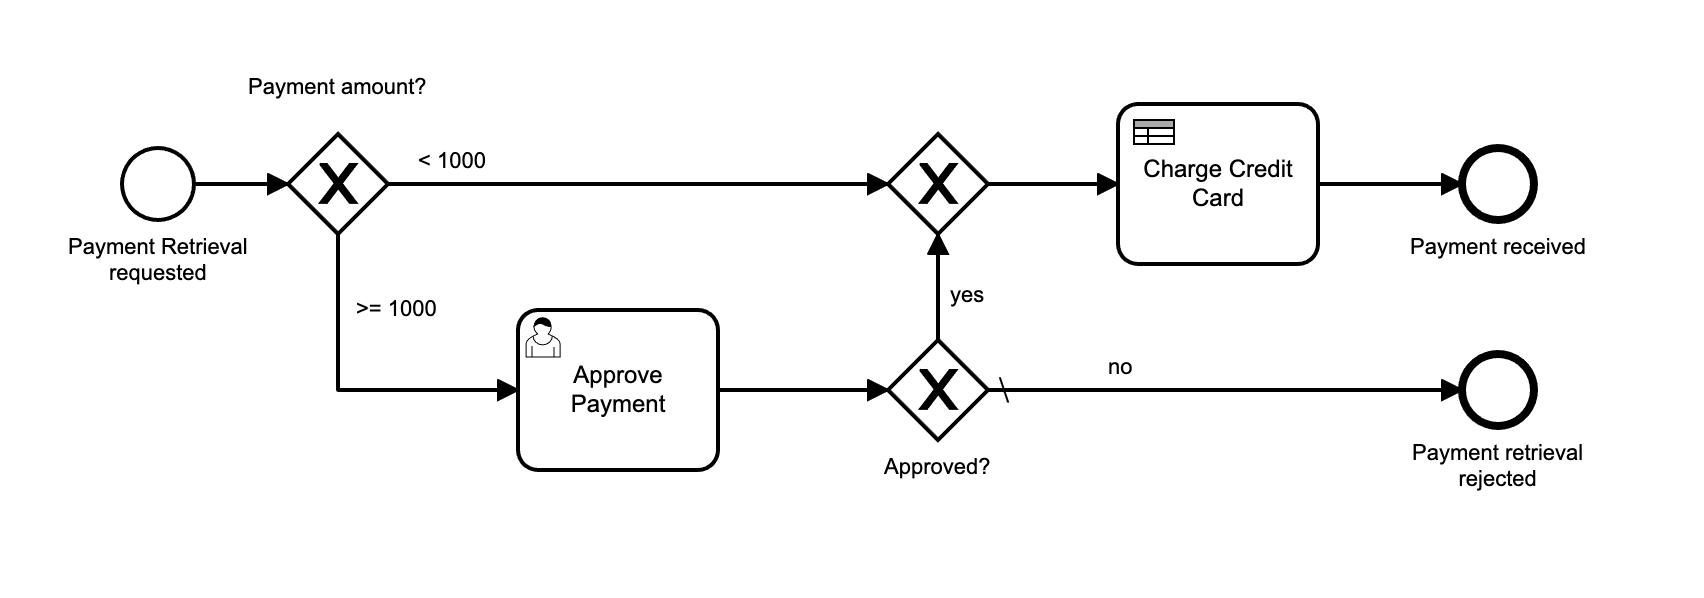 Payment amount?
< 1000
Charge Credit
Card
Payment Retrieval
requested
Payment received
>= 1000
yes
Approve
Payment
no
Approved?
Payment retrieval
rejected